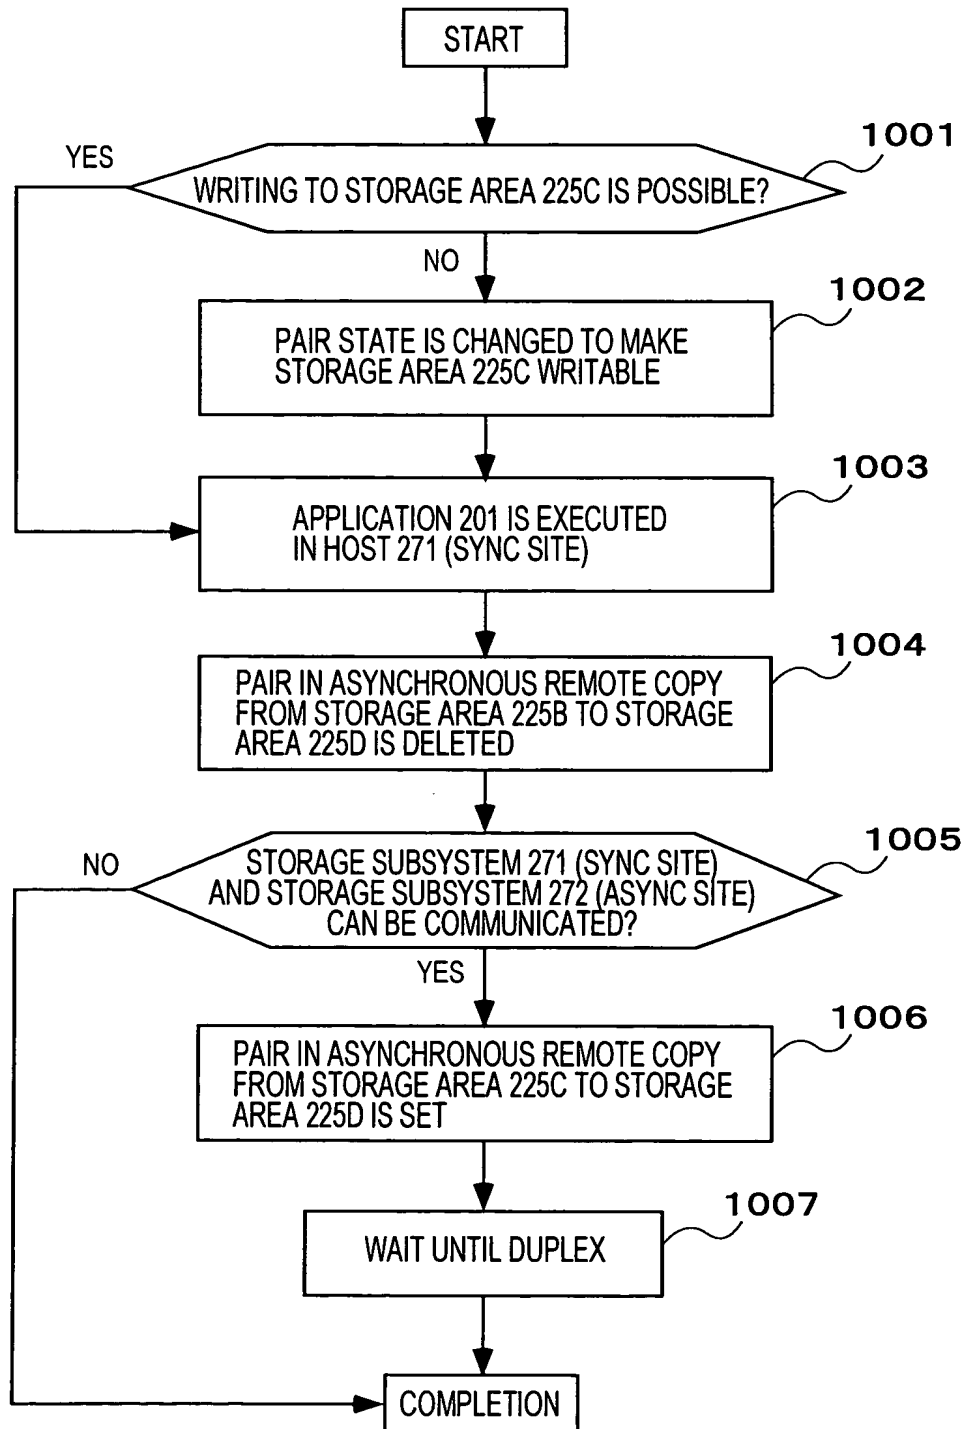 START
1001
YES
WRITING TO STORAGE AREA 225C IS POSSIBLE?
NO
1002
PAIR STATE IS CHANGED TO MAKE
STORAGE AREA 225C WRITABLE
1003
APPLICATION 201 IS EXECUTED
IN HOST 271 (SYNC SITE)
1004
PAIR IN ASYNCHRONOUS REMOTE COPY
FROM STORAGE AREA 225B TO STORAGE
AREA 225D IS DELETED
1005
NO
STORAGE SUBSYSTEM 271 (SYNC SITE)
AND STORAGE SUBSYSTEM 272 (ASYNC SITE)
CAN BE COMMUNICATED?
YES
1006
PAIR IN ASYNCHRONOUS REMOTE COPY
FROM STORAGE AREA 225C TO STORAGE
AREA 225D IS SET
1007
WAIT UNTIL DUPLEX
COMPLETION